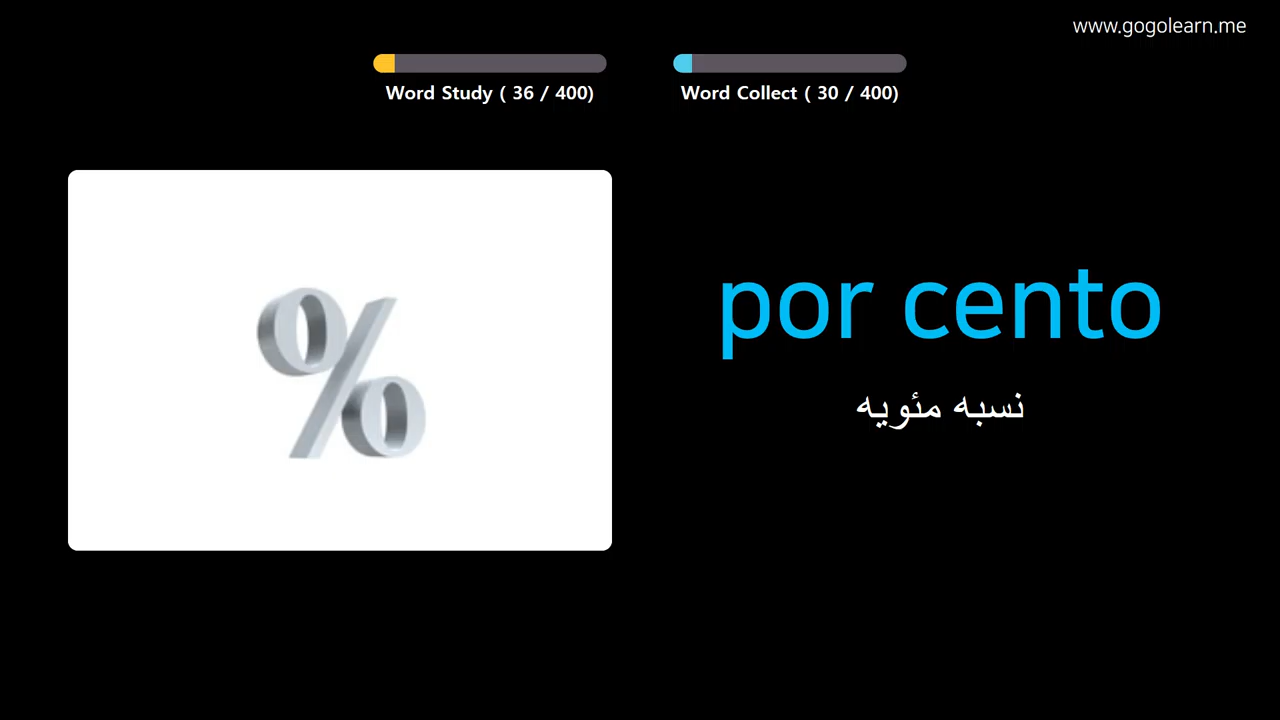 www.gogolearn.me
Word Study ( 36 / 400)
Word Collect ( 30 / 400)
%
por cento
نسبه مئويه